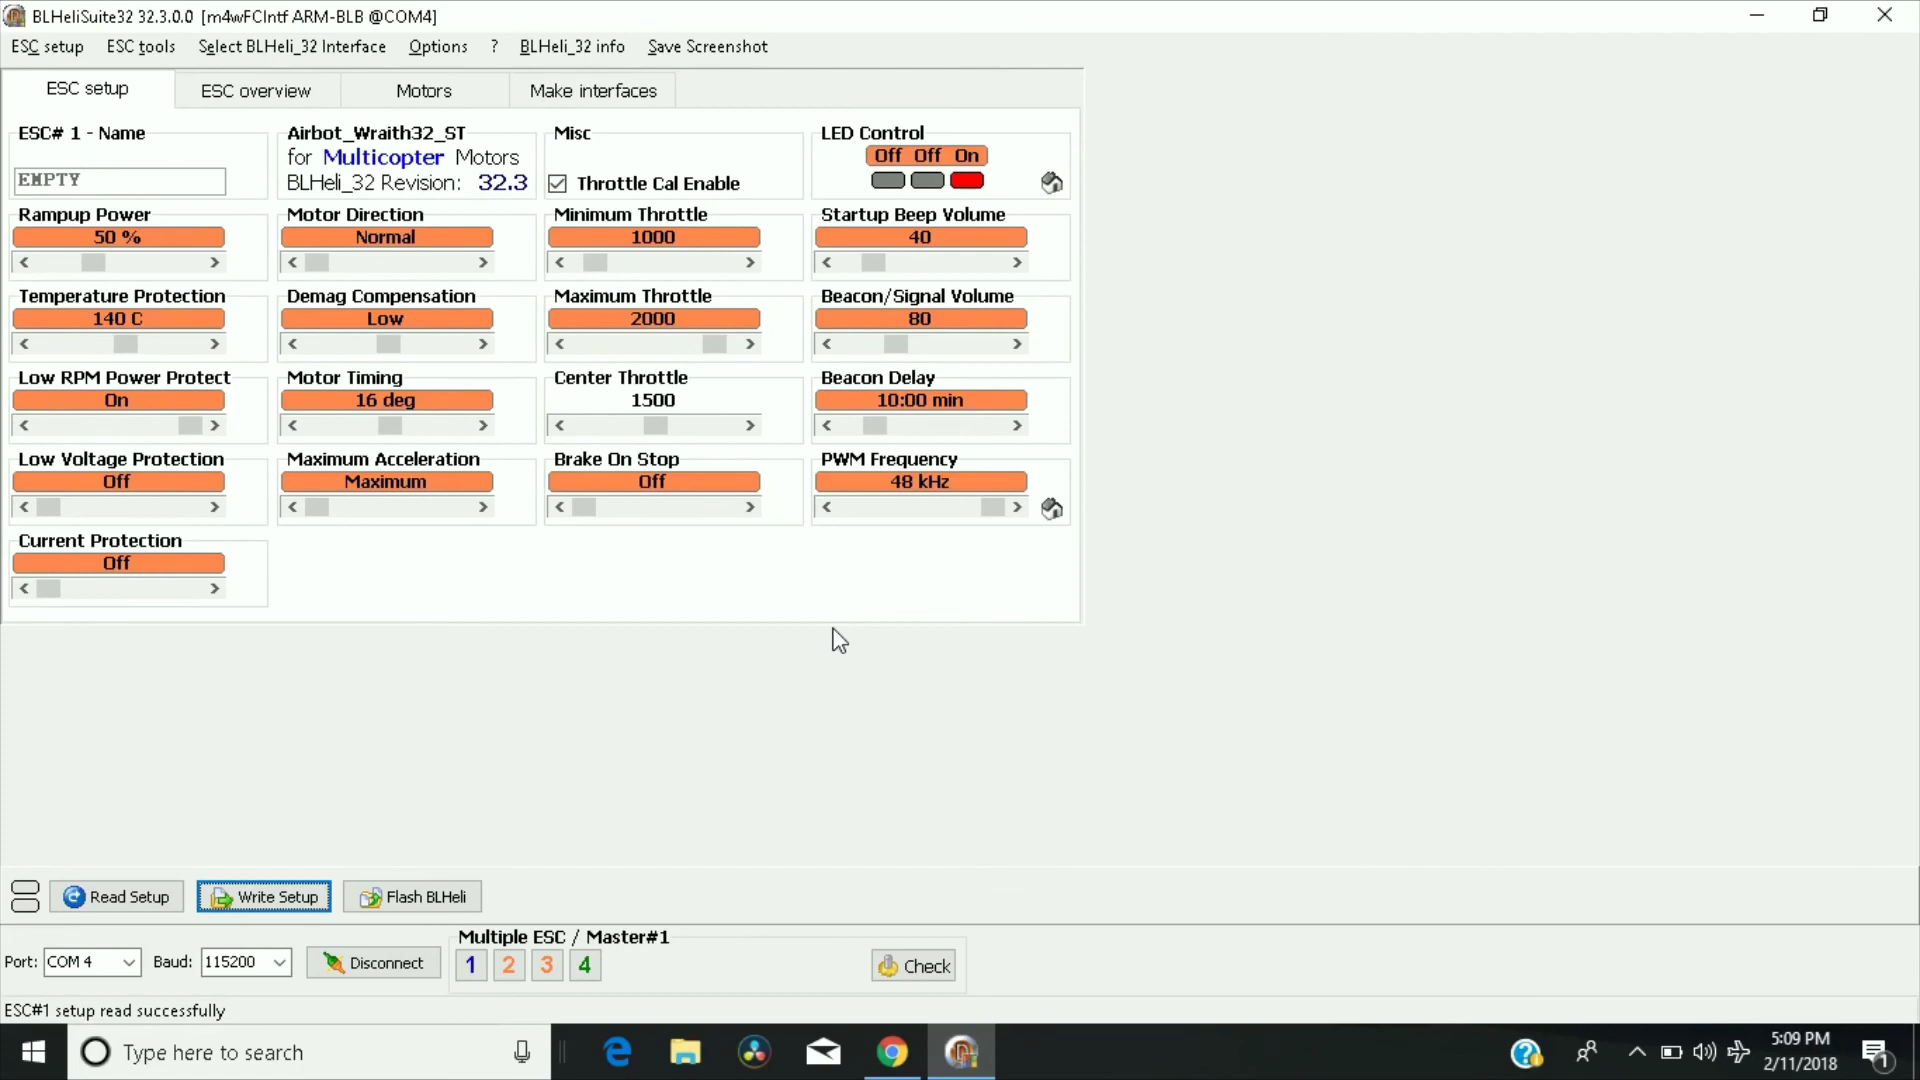 BLHeliSuite32 32.3.0.0 [m4wFCIntf ARM-BLB @COM4]
ESC setup ESC tools Select BLHeli_32 Interface Options ? BLHeli_32 info Save Screenshot
ESC setup ESC overview Motors Make interfaces
ESC# 1 - Name
EMPTY
Airbot_Wraith32_ST
for Multicopter Motors
BLHeli_32 Revision: 32.3
Misc
Throttle Cal Enable
LED Control
Off Off On
Rampup Power
50 %
Motor Direction
Normal
Minimum Throttle
1000
Startup Beep Volume
40
Temperature Protection
140 C
Demag Compensation
Low
Maximum Throttle
2000
Beacon/Signal Volume
80
Low RPM Power Protect
On
Motor Timing
16 deg
Center Throttle
1500
Beacon Delay
10:00 min
Low Voltage Protection
Off
Maximum Acceleration
Maximum
Brake On Stop
Off
PWM Frequency
48 kHz
Current Protection
Off
Read Setup Write Setup Flash BLHeli
Multiple ESC / Master#1
Port: COM 4 Baud: 115200 Disconnect 1 2 3 4 Check
ESC#1 setup read successfully
Type here to search
5:09 PM
2/11/2018
1